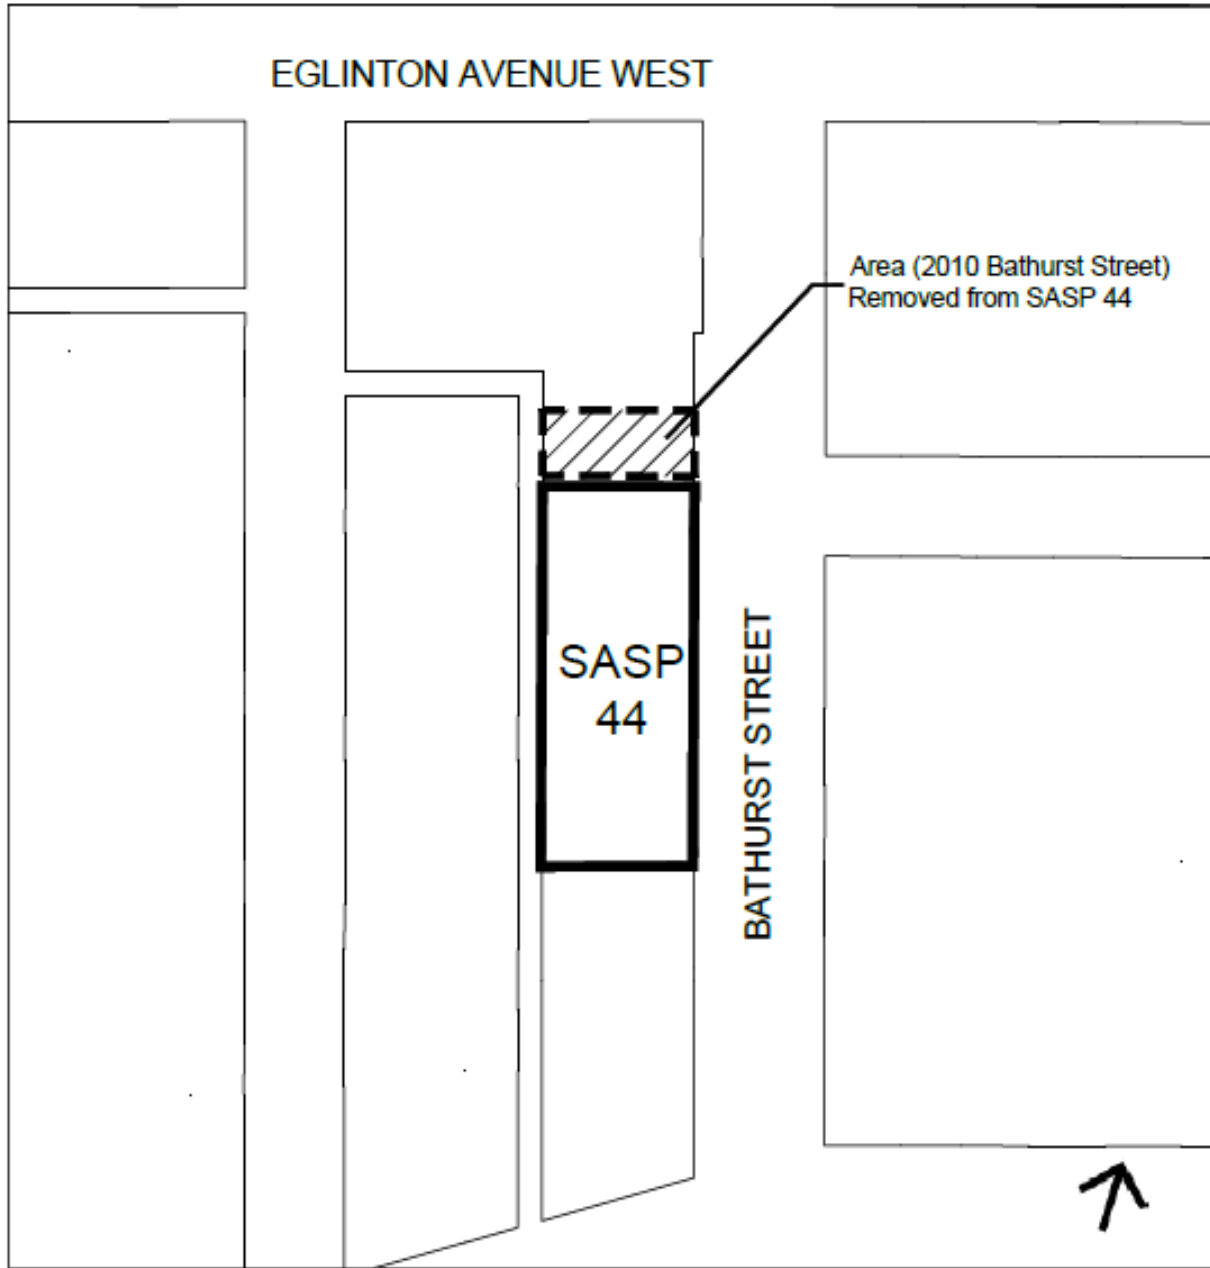 EGLINTON AVENUE WEST
Area (2010 Bathurst Street)
Removed from SASP 44
SASP
44
BATHURST STREET